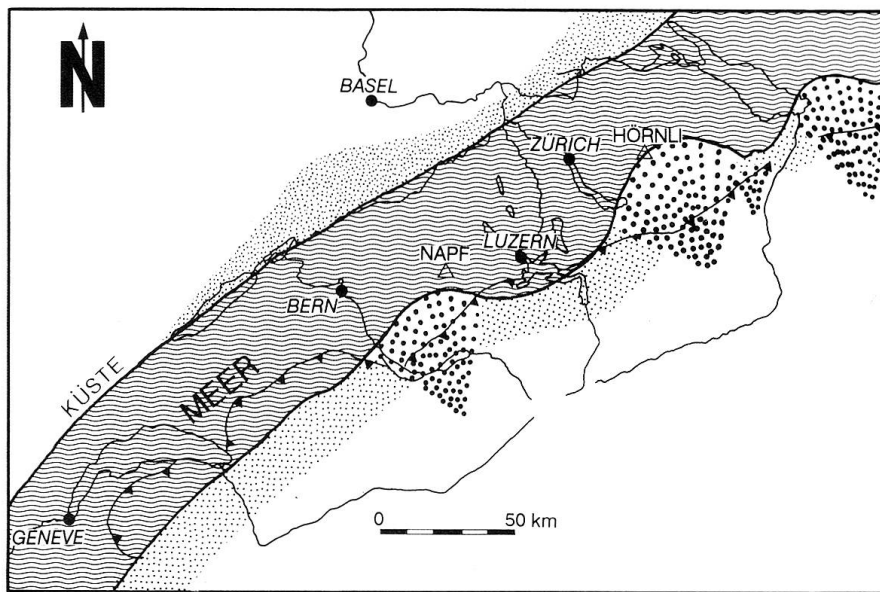 N
BASEL
ZÜRICH
HÖRNLI
LUZERN
NAPF
BERN
KÜSTE
MEER
GENÈVE
0 50 km